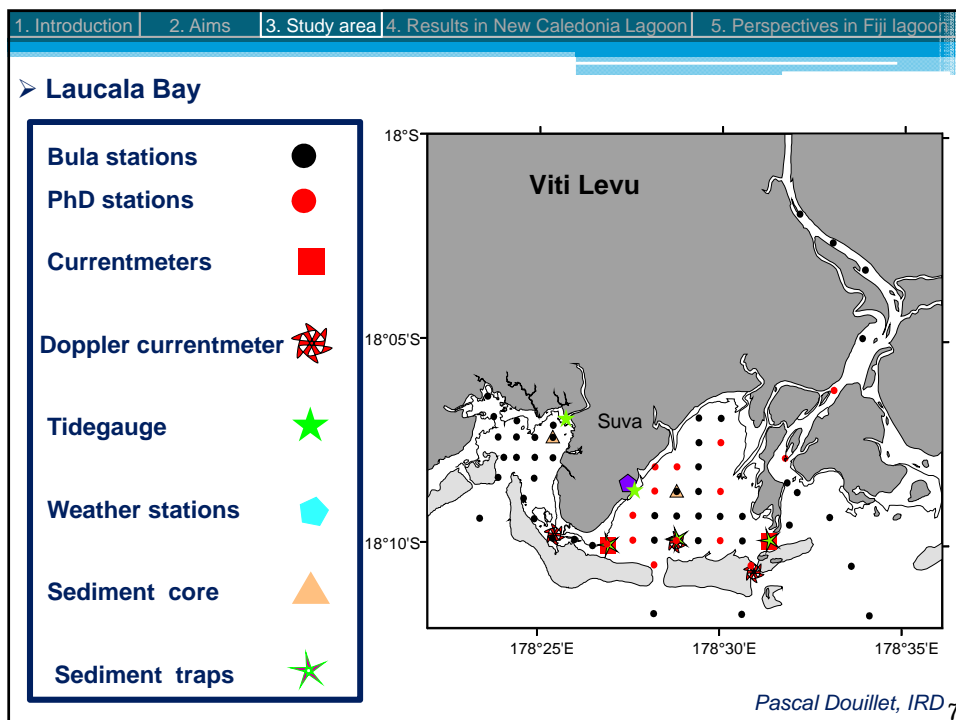 1. Introduction 2. Aims 3. Study area 4. Results in New Caledonia Lagoon 5. Perspectives in Fiji lagoon
➢ Laucala Bay
Bula stations
PhD stations
Currentmeters
Doppler currentmeter
Tidegauge
Weather stations
Sediment core
Sediment traps
18°S
Viti Levu
18°05'S
Suva
18°10'S
178°25'E 178°30'E 178°35'E
Pascal Douillet, IRD 7